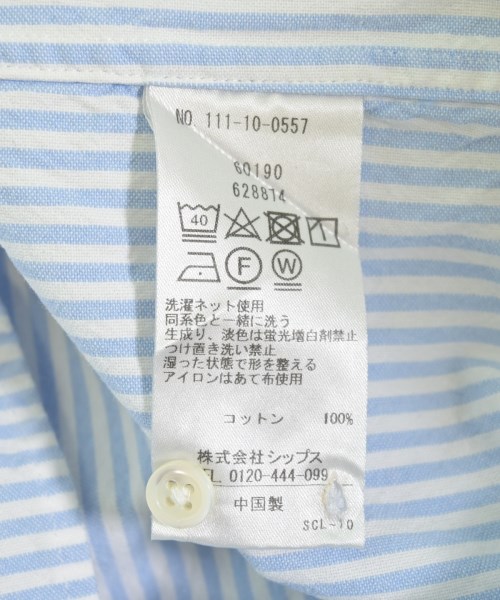 NO. 111-10-0557
60190
628814
40
F
W
洗濯ネット使用
同系色と一緒に洗う
生成り、淡色は蛍光増白剤禁止
つけ置き洗い禁止
湿った状態で形を整える
アイロンはあて布使用
コットン 100%
株式会社シップス
TEL 0120-444-099
中国製
SCL-10